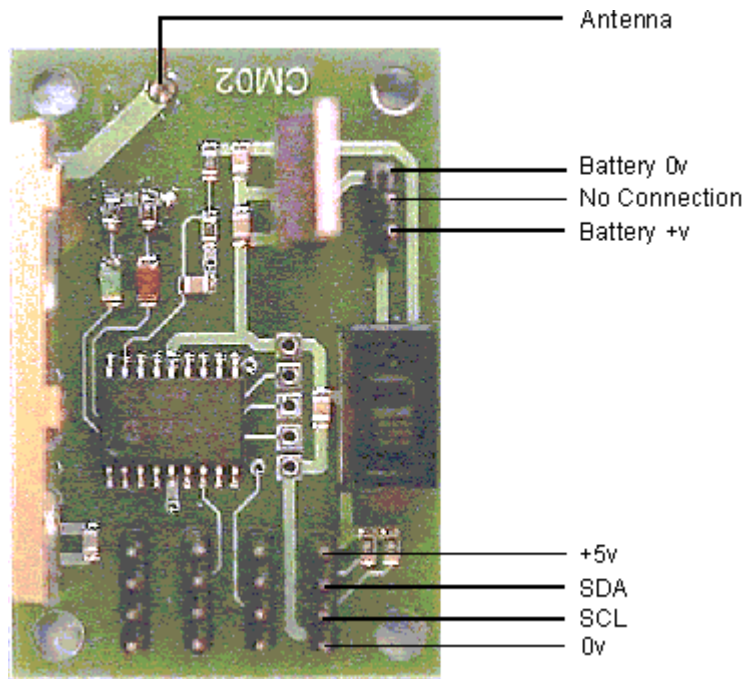 Antenna
CM02
Battery 0v
No Connection
Battery +v
+5v
SDA
SCL
0v